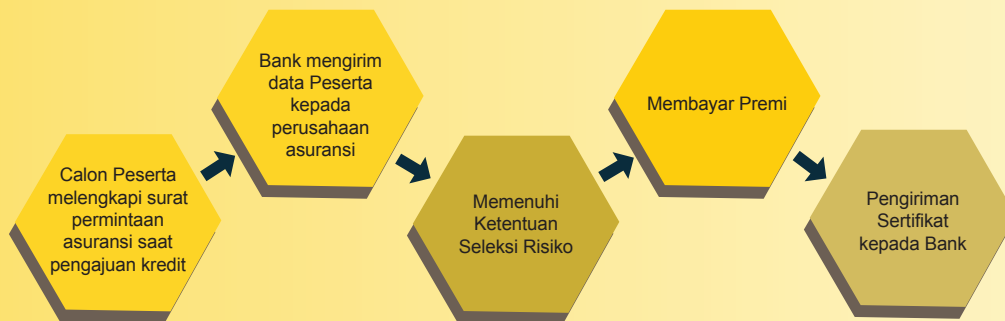 Calon Peserta
melengkapi surat
permintaan
asuransi saat
pengajuan kredit
Bank mengirim
data Peserta
kepada
perusahaan
asuransi
Memenuhi
Ketentuan
Seleksi Risiko
Membayar Premi
Pengiriman
Sertifikat
kepada Bank